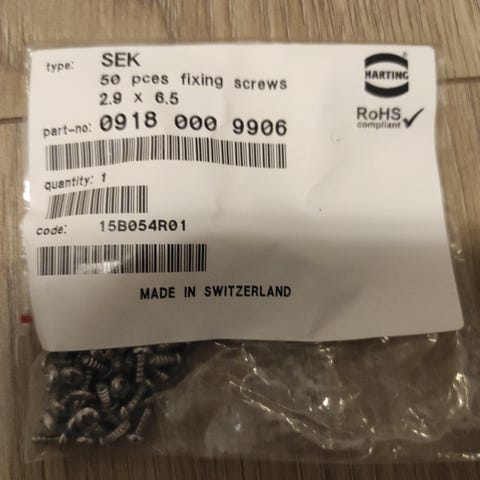 type: SEK
50 pces fixing screws
2.9 x 6.5
part-no: 0918 000 9906
quantity: 1
code: 15B054R01
MADE IN SWITZERLAND
HARTING
RoHS
compliant